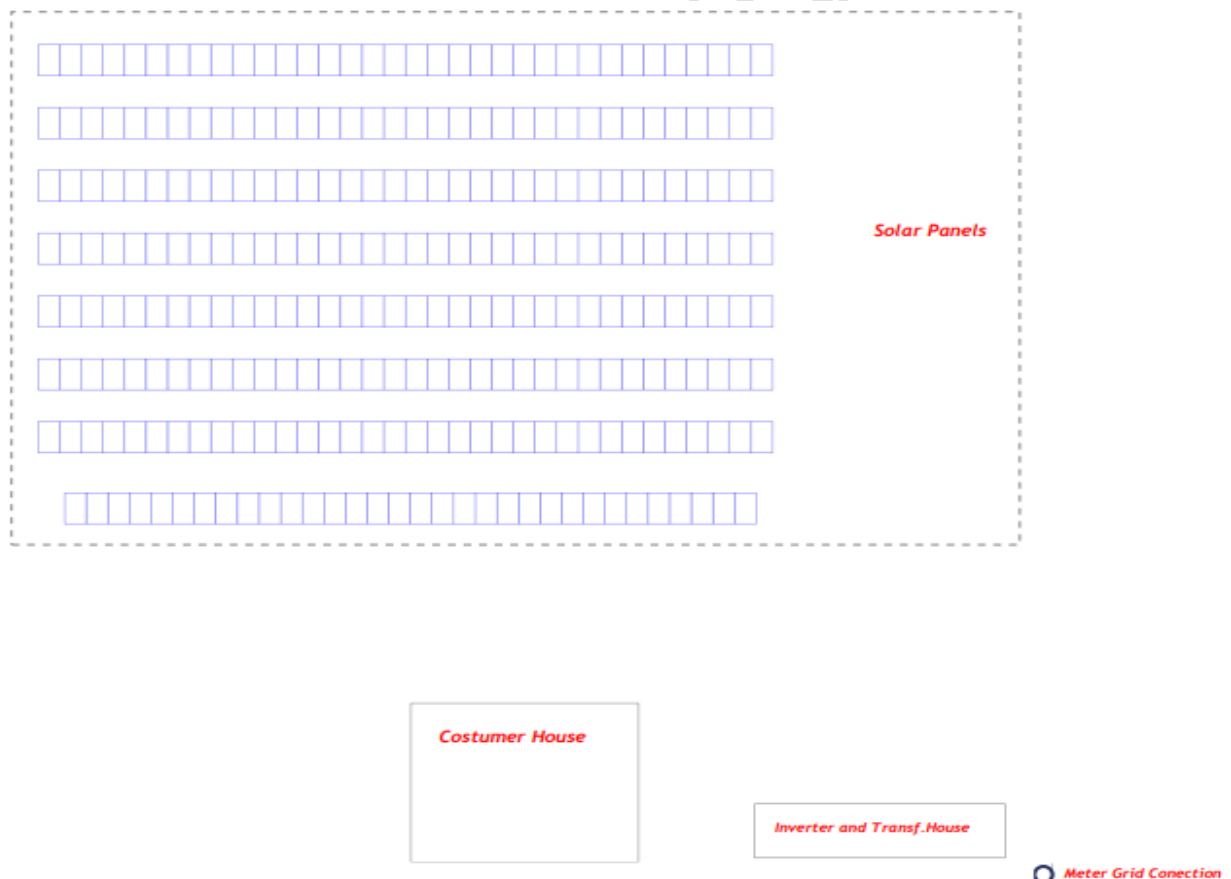 Solar Panels
Costumer House
Inverter and Transf.House
Meter Grid Conection